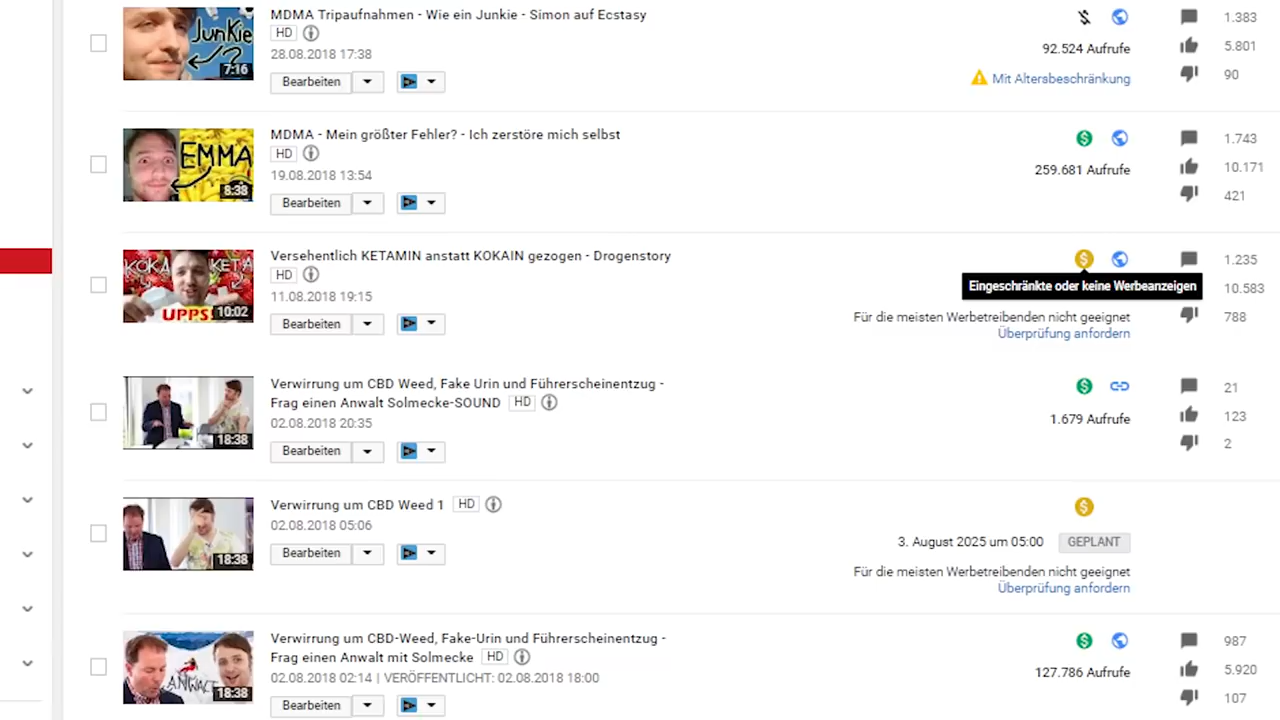 JunKie
?
7:16
MDMA Tripaufnahmen - Wie ein Junkie - Simon auf Ecstasy
HD
28.08.2018 17:38
Bearbeiten
92.524 Aufrufe
Mit Altersbeschränkung
1.383
5.801
90
EMMA
8:38
MDMA - Mein größter Fehler? - Ich zerstöre mich selbst
HD
19.08.2018 13:54
Bearbeiten
259.681 Aufrufe
1.743
10.171
421
KOKA
KETA
UPPS!
10:02
Versehentlich KETAMIN anstatt KOKAIN gezogen - Drogenstory
HD
11.08.2018 19:15
Bearbeiten
Eingeschränkte oder keine Werbeanzeigen
Für die meisten Werbetreibenden nicht geeignet
Überprüfung anfordern
1.235
10.583
788
18:38
Verwirrung um CBD Weed, Fake Urin und Führerscheinentzug -
Frag einen Anwalt Solmecke-SOUND HD
02.08.2018 20:35
Bearbeiten
1.679 Aufrufe
21
123
2
18:38
Verwirrung um CBD Weed 1 HD
02.08.2018 05:06
Bearbeiten
3. August 2025 um 05:00 GEPLANT
Für die meisten Werbetreibenden nicht geeignet
Überprüfung anfordern
ANWALT
18:38
Verwirrung um CBD-Weed, Fake-Urin und Führerscheinentzug -
Frag einen Anwalt mit Solmecke HD
02.08.2018 02:14 | VERÖFFENTLICHT: 02.08.2018 18:00
Bearbeiten
127.786 Aufrufe
987
5.920
107